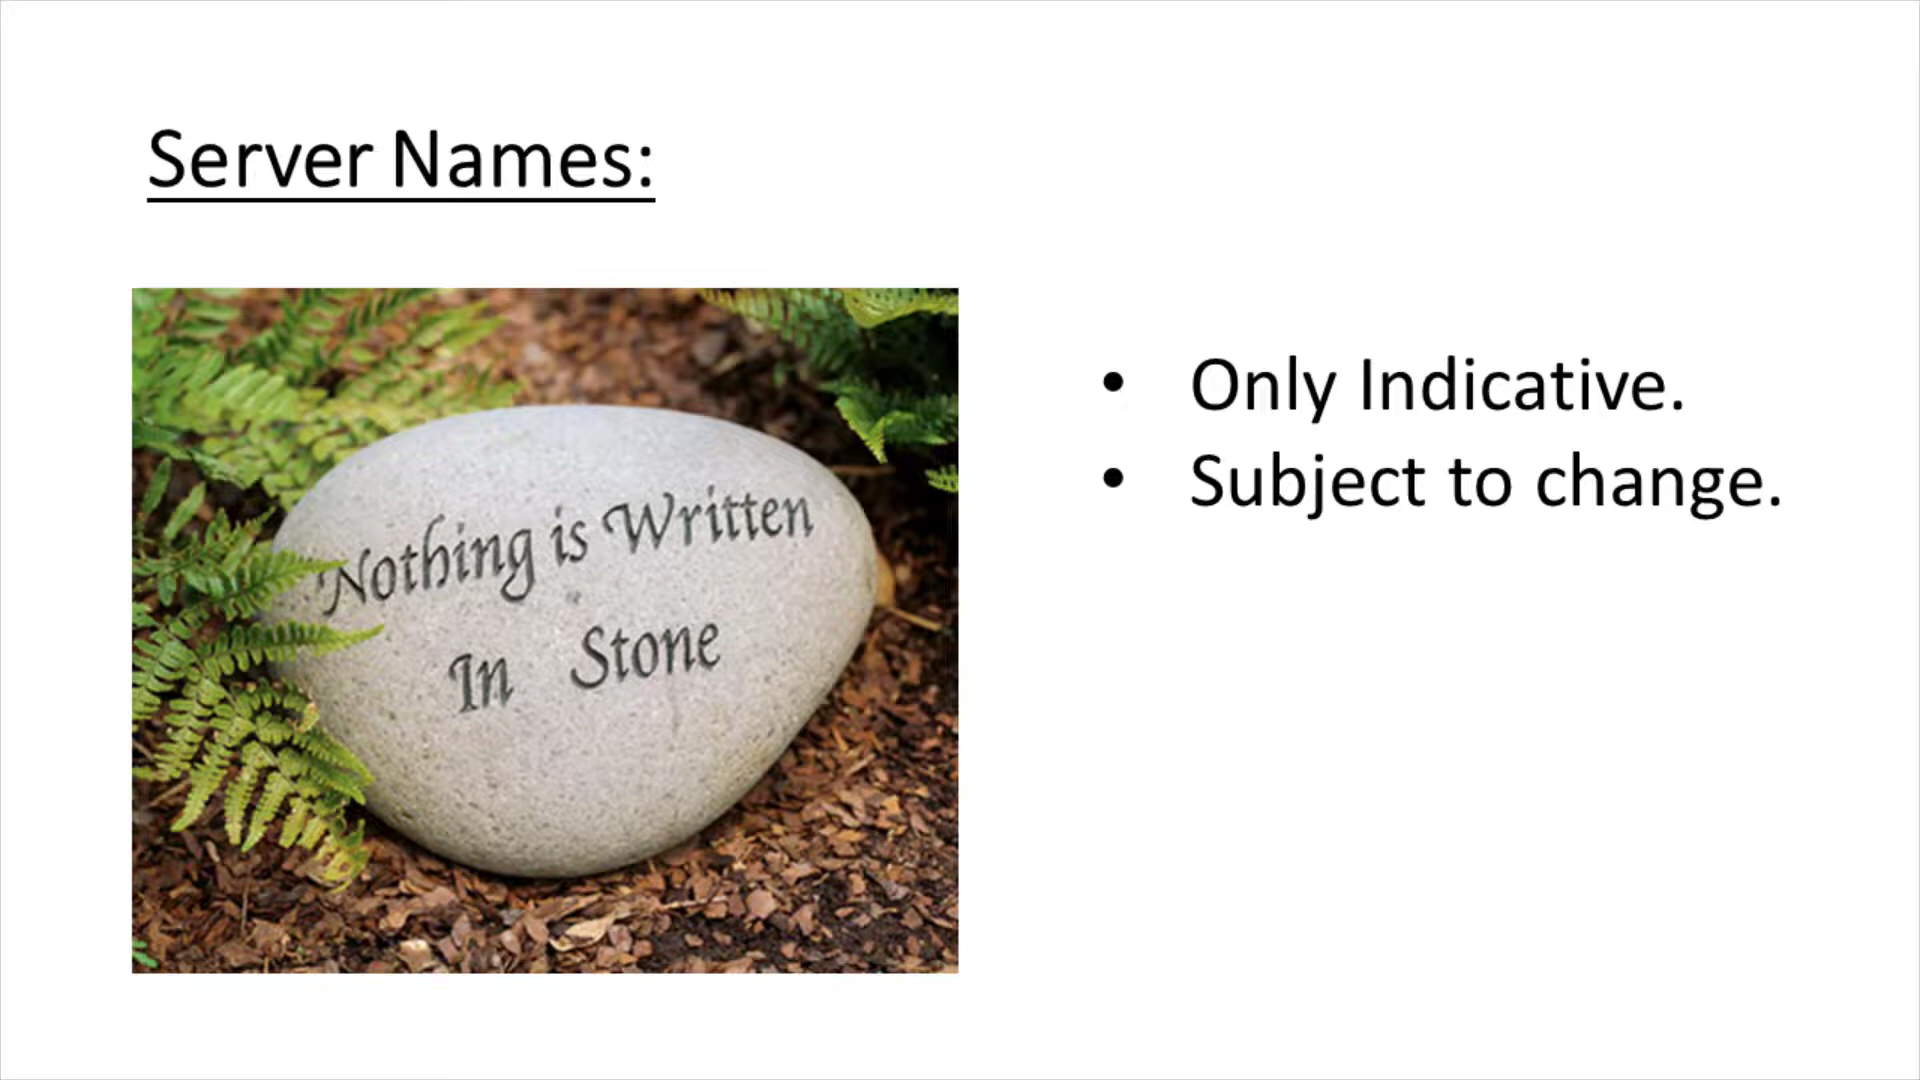 Server Names:
Nothing is Written
In Stone
• Only Indicative.
• Subject to change.